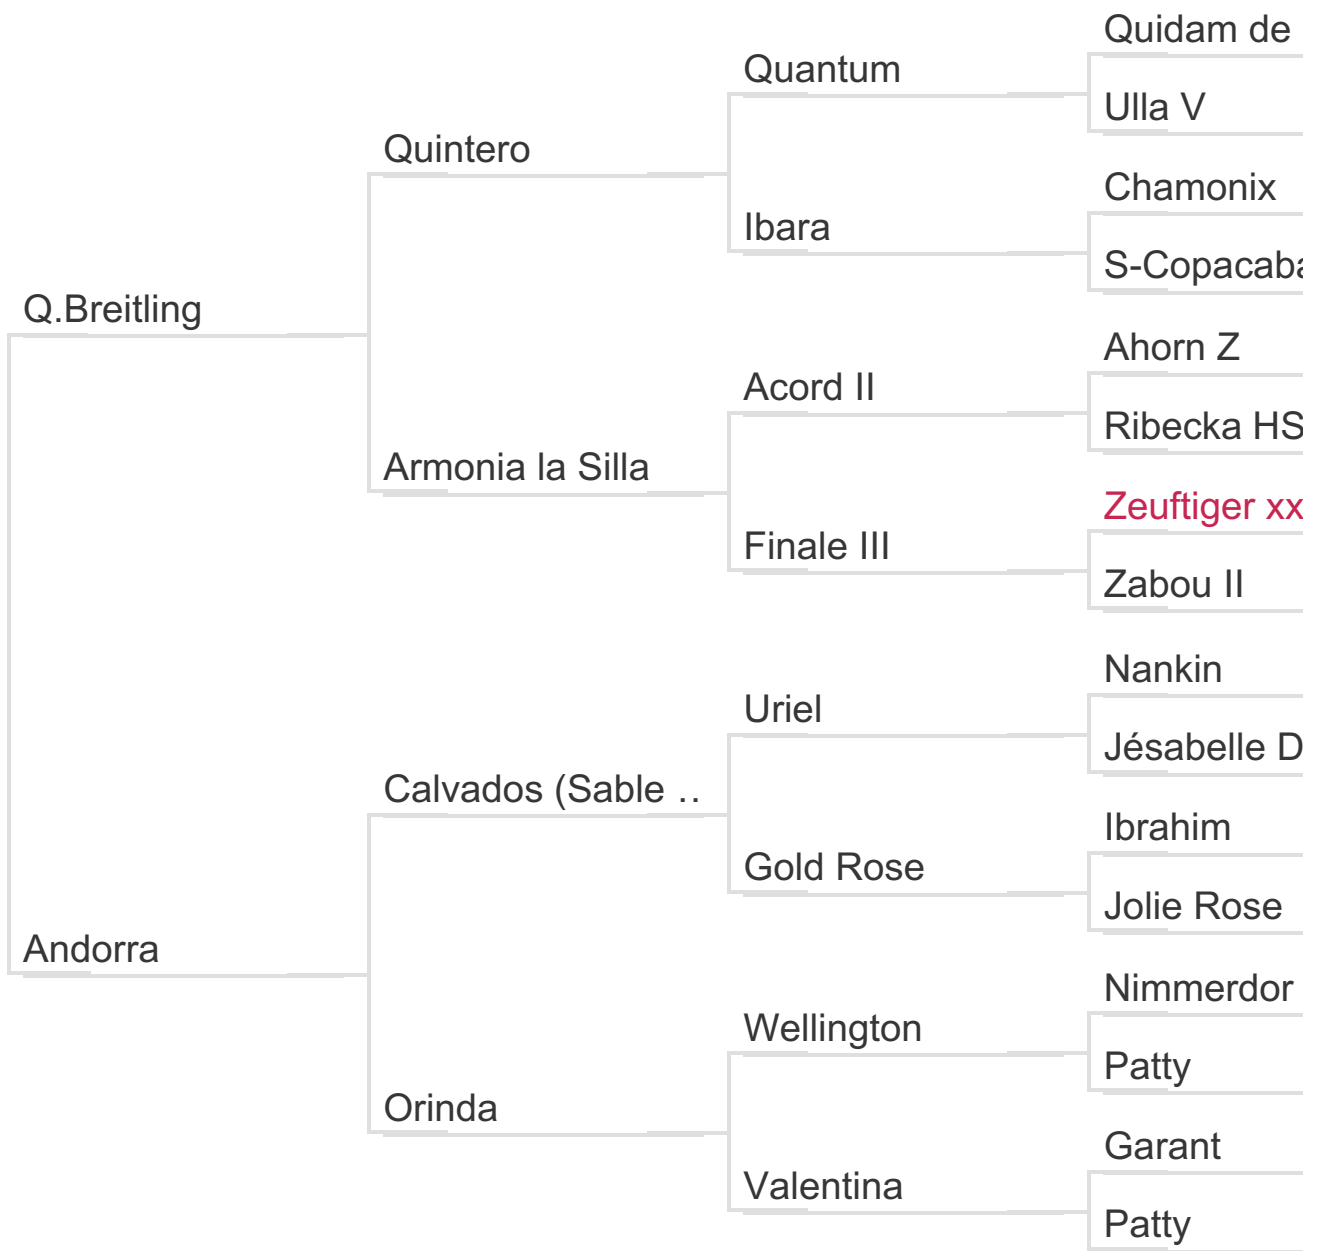 Quidam de
Quantum
Ulla V
Quintero
Chamonix
Ibara
S-Copacaba
Q.Breitling
Ahorn Z
Acord II
Ribecka HS
Armonia la Silla
Zeuftiger xx
Finale III
Zabou II
Nankin
Uriel
Jésabelle D
Calvados (Sable ..
Ibrahim
Gold Rose
Jolie Rose
Andorra
Nimmerdor
Wellington
Patty
Orinda
Garant
Valentina
Patty